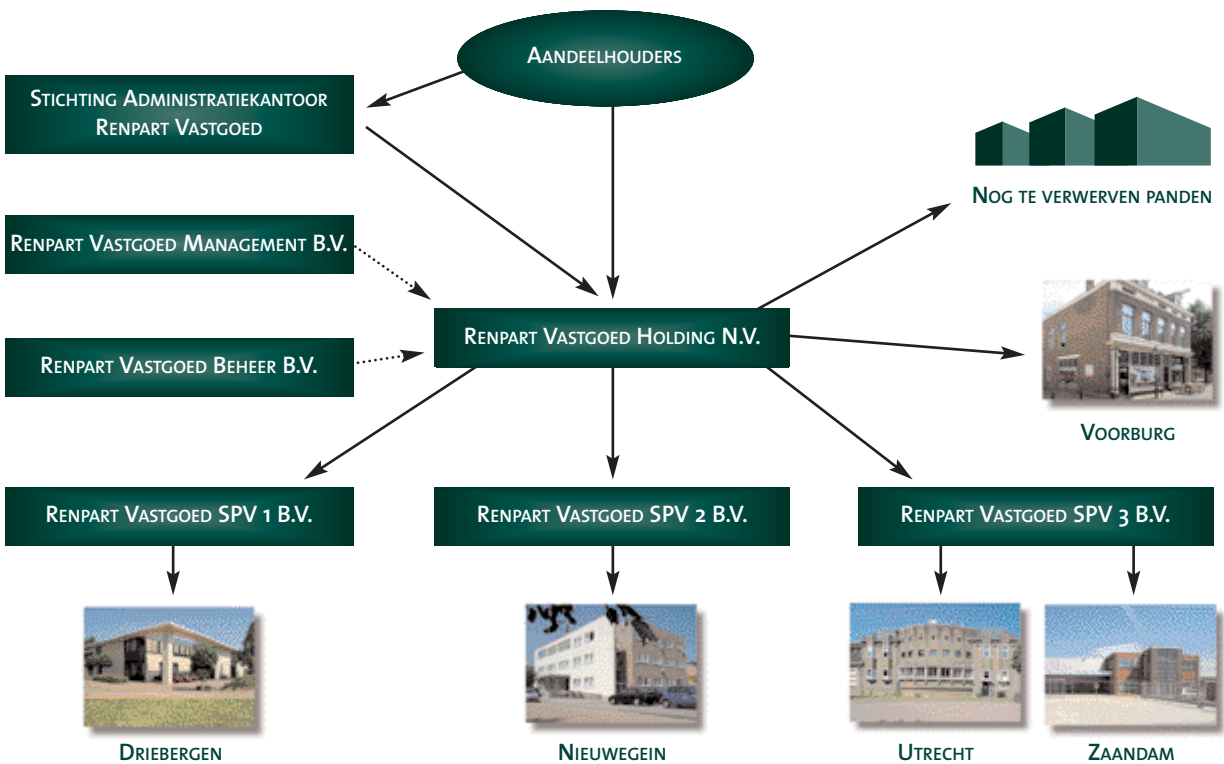 Aandeelhouders
Stichting Administratiekantoor
Renpart Vastgoed
Nog te verwerven panden
Renpart Vastgoed Management B.V.
Renpart Vastgoed Holding N.V.
Renpart Vastgoed Beheer B.V.
Voorburg
Renpart Vastgoed SPV 1 B.V.
Renpart Vastgoed SPV 2 B.V.
Renpart Vastgoed SPV 3 B.V.
Driebergen
Nieuwegein
Utrecht
Zaandam